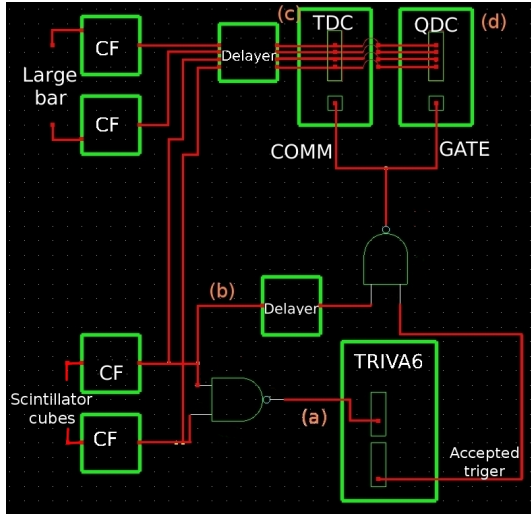 (c)
TDC
QDC
(d)
CF
Delayer
Large
bar
CF
COMM
GATE
(b)
Delayer
TRIVA6
CF
Scintillator
cubes
CF
(a)
Accepted
triger